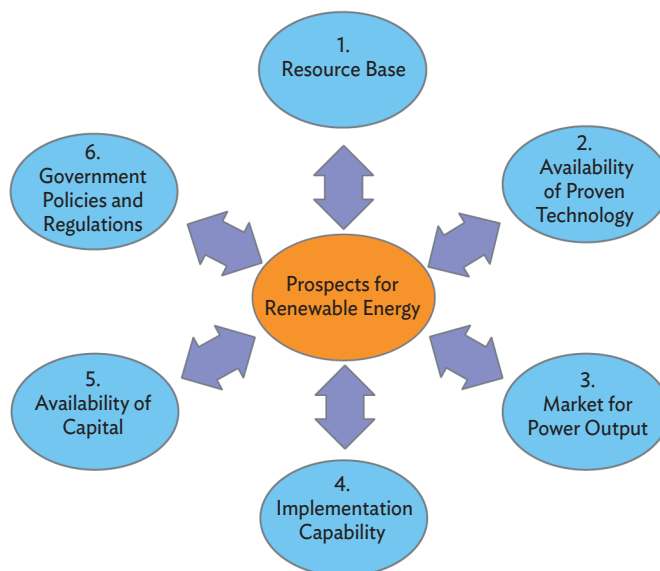 1.
Resource Base
2.
Availability
of Proven
Technology
3.
Market for
Power Output
4.
Implementation
Capability
5.
Availability of
Capital
6.
Government
Policies and
Regulations
Prospects for
Renewable Energy